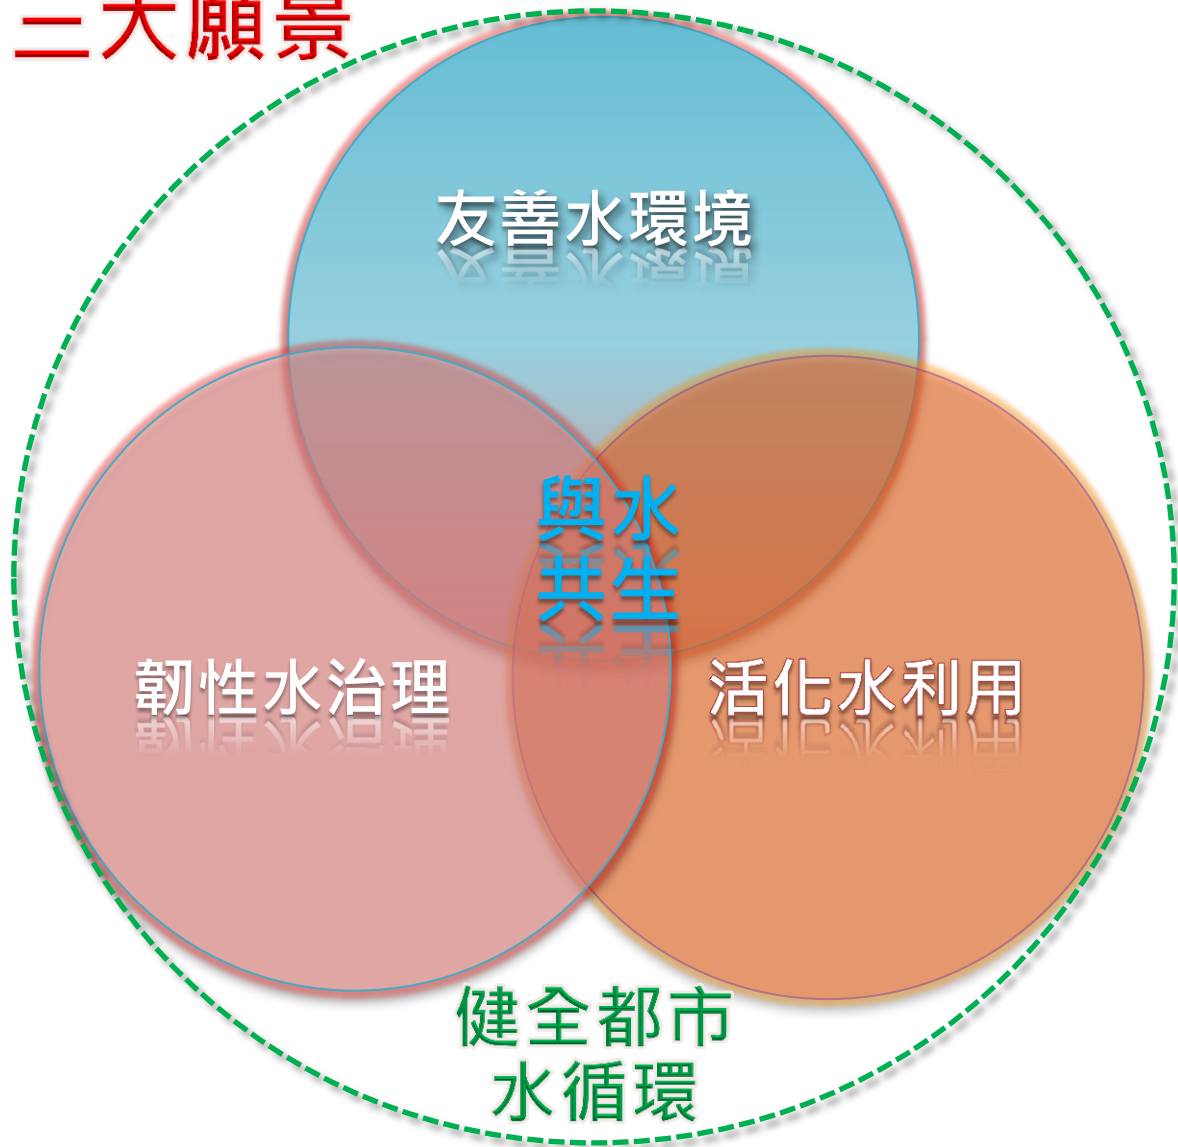 三大願景
友善水環境
與水
共生
韌性水治理
活化水利用
健全都市
水循環